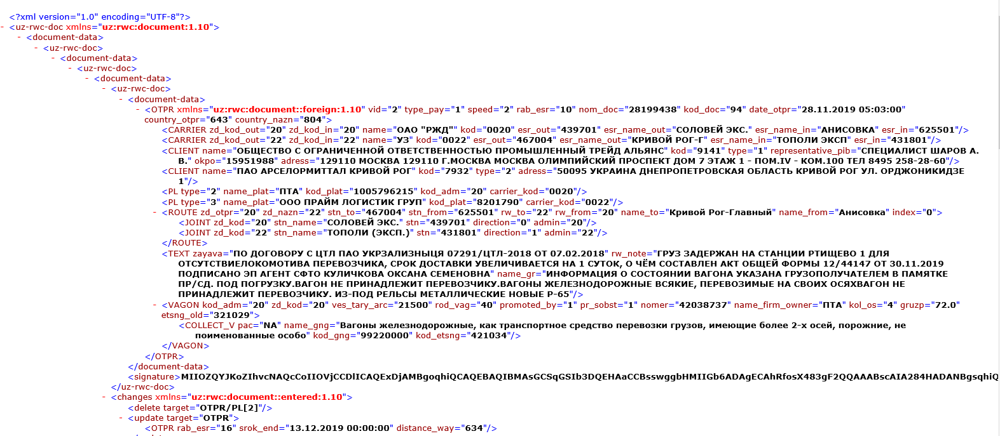 <?xml version="1.0" encoding="UTF-8"?>
- <uz-rwc-doc xmlns="uz:rwc:document:1.10">
- <document-data>
- <uz-rwc-doc>
- <document-data>
- <uz-rwc-doc>
- <document-data>
- <uz-rwc-doc>
- <document-data>
- <OTPR xmlns="uz:rwc:document::foreign:1.10" vid="2" type_pay="1" speed="2" rab_esr="10" nom_doc="28199438" kod_doc="94" date_otpr="28.11.2019 05:03:00"
country_otpr="643" country_nazn="804">
<CARRIER zd_kod_out="20" zd_kod_in="20" name="ОАО "РЖД"" kod="0020" esr_out="439701" esr_name_out="СОЛОВЕЙ ЭКС." esr_name_in="АНИСОВКА" esr_in="625501"/>
<CARRIER zd_kod_out="22" zd_kod_in="22" name="УЗ" kod="0022" esr_out="467004" esr_name_out="КРИВОЙ РОГ-Г" esr_name_in="ТОПОЛИ ЭКСП" esr_in="431801"/>
<CLIENT name="ОБЩЕСТВО С ОГРАНИЧЕННОЙ ОТВЕТСТВЕННОСТЬЮ ПРОМЫШЛЕННЫЙ ТРЕЙД АЛЬЯНС" kod="9141" type="1" representative_pib="СПЕЦИАЛИСТ ШАРОВ А.
В." okpo="15951988" adress="129110 МОСКВА 129110 Г.МОСКВА МОСКВА ОЛИМПИЙСКИЙ ПРОСПЕКТ ДОМ 7 ЭТАЖ 1 - ПОМ.IV - КОМ.100 ТЕЛ 8495 258-28-60"/>
<CLIENT name="ПАО АРСЕЛОРМИТТАЛ КРИВОЙ РОГ" kod="7932" type="2" adress="50095 УКРАИНА ДНЕПРОПЕТРОВСКАЯ ОБЛАСТЬ КРИВОЙ РОГ УЛ. ОРДЖОНИКИДЗЕ
1"/>
<PL type="2" name_plat="ПТА" kod_plat="1005796215" kod_adm="20" carrier_kod="0020"/>
<PL type="3" name_plat="ООО ПРАЙМ ЛОГИСТИК ГРУП" kod_plat="8201790" carrier_kod="0022"/>
- <ROUTE zd_otpr="20" zd_nazn="22" stn_to="467004" stn_from="625501" rw_to="22" rw_from="20" name_to="Кривой Рог-Главный" name_from="Анисовка" index="0">
<JOINT zd_kod="20" stn_name="СОЛОВЕЙ ЭКС." stn="439701" direction="0" admin="20"/>
<JOINT zd_kod="22" stn_name="ТОПОЛИ (ЭКСП.)" stn="431801" direction="1" admin="22"/>
</ROUTE>
<TEXT zayava="ПО ДОГОВОРУ С ЦТЛ ПАО УКРЗАЛИЗНЫЦЯ 07291/ЦТЛ-2018 ОТ 07.02.2018" rw_note="ГРУЗ ЗАДЕРЖАН НА СТАНЦИИ РТИЩЕВО 1 ДЛЯ
ОТСУТСТВИЕЛОКОМОТИВА ПЕРЕВОЗЧИКА, СРОК ДОСТАВКИ УВЕЛИЧИВАЕТСЯ НА 1 СУТОК, О ЧЁМ СОСТАВЛЕН АКТ ОБЩЕЙ ФОРМЫ 12/44147 ОТ 30.11.2019
ПОДПИСАНО ЭП АГЕНТ СФТО КУЛИЧКОВА ОКСАНА СЕМЕНОВНА" name_gr="ИНФОРМАЦИЯ О СОСТОЯНИИ ВАГОНА УКАЗАНА ГРУЗОПОЛУЧАТЕЛЕМ В ПАМЯТКЕ
ПР/СД. ПОД ПОГРУЗКУ.ВАГОН НЕ ПРИНАДЛЕЖИТ ПЕРЕВОЗЧИКУ.ВАГОНЫ ЖЕЛЕЗНОДОРОЖНЫЕ ВСЯКИЕ, ПЕРЕВОЗИМЫЕ НА СВОИХ ОСЯХВАГОН НЕ
ПРИНАДЛЕЖИТ ПЕРЕВОЗЧИКУ. ИЗ-ПОД РЕЛЬСЫ МЕТАЛЛИЧЕСКИЕ НОВЫЕ Р-65"/>
- <VAGON kod_adm="20" zd_kod="20" ves_tary_arc="21500" rod_vag="40" promoted_by="1" pr_sobst="1" nomer="42038737" name_firm_owner="ПТА" kol_os="4" gruzp="72.0"
etsng_old="321029">
<COLLECT_V pac="NA" name_gng="Вагоны железнодорожные, как транспортное средство перевозки грузов, имеющие более 2-х осей, порожние, не
поименованные особо" kod_gng="99220000" kod_etsng="421034"/>
</VAGON>
</OTPR>
</document-data>
<signature>MIIOZQYJKoZIhvcNAQcCoIIOVjCCDlICAQExDjAMBgoqhiQCAQEBAQIBMAsGCSqGSIb3DQEHAaCCBsswggbHMIIGb6ADAgECAhRfosX483gF2QQAAABscAIA284HADANBgsqhiQ
</uz-rwc-doc>
- <changes xmlns="uz:rwc:document::entered:1.10">
<delete target="OTPR/PL[2]"/>
- <update target="OTPR">
<OTPR rab_esr="16" srok_end="13.12.2019 00:00:00" distance_way="634"/>